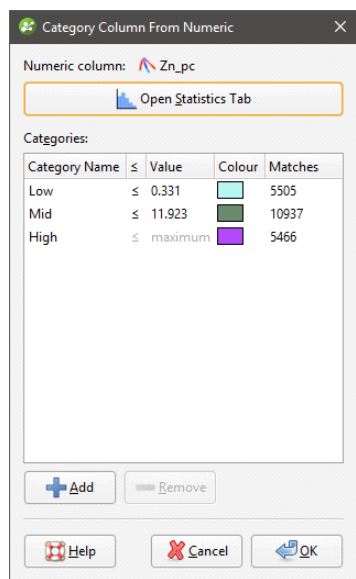 Category Column From Numeric
Numeric column: Zn_pc
Open Statistics Tab
Categories:
Category Name ≤ Value Colour Matches
Low ≤ 0.331 5505
Mid ≤ 11.923 10937
High ≤ maximum 5466
Add Remove
Help Cancel OK